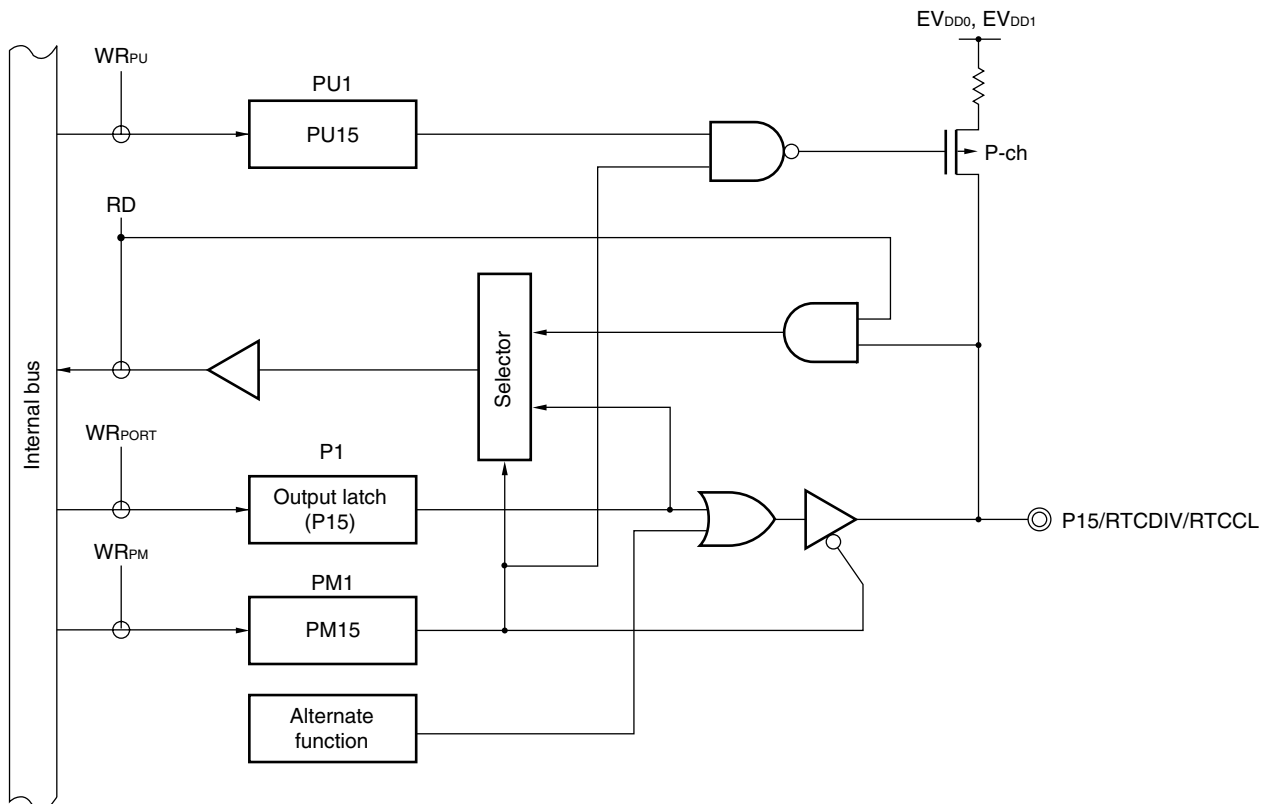 EVDD0, EVDD1
WRPU
PU1
PU15
P-ch
RD
Selector
Internal bus
WRPORT
P1
Output latch
(P15)
P15/RTCDIV/RTCCL
WRPM
PM1
PM15
Alternate
function